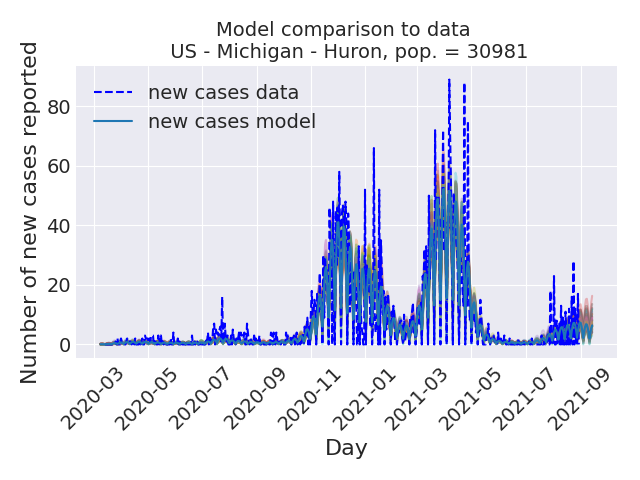 Model comparison to data
US - Michigan - Huron, pop. = 30981
Number of new cases reported
80
60
40
20
0
new cases data
new cases model
2020-03
2020-05
2020-07
2020-09
2020-11
2021-01
2021-03
2021-05
2021-07
2021-09
Day